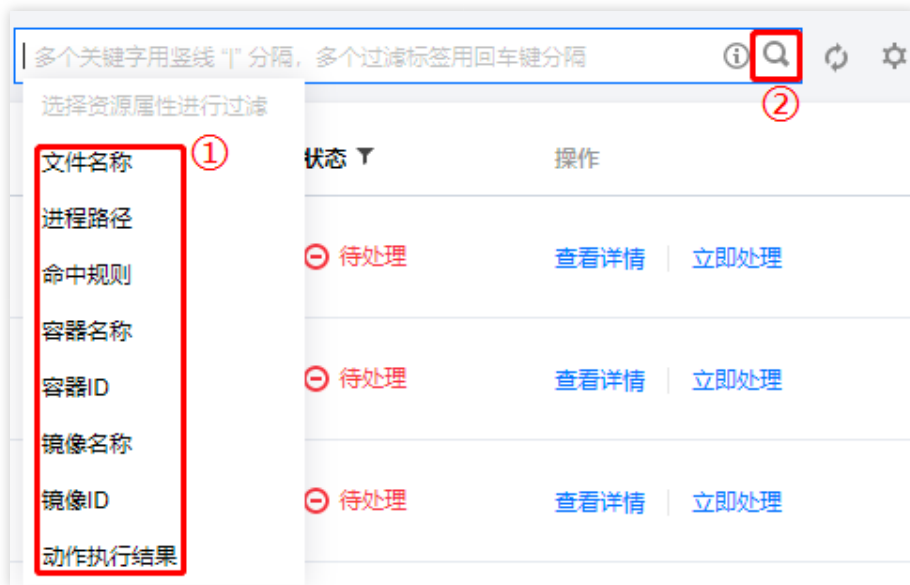 多个关键字用竖线 “|” 分隔，多个过滤标签用回车键分隔
②
选择资源属性进行过滤
①
文件名称
进程路径
命中规则
容器名称
容器ID
镜像名称
镜像ID
动作执行结果
状态 操作
待处理 查看详情 立即处理
待处理 查看详情 立即处理
待处理 查看详情 立即处理